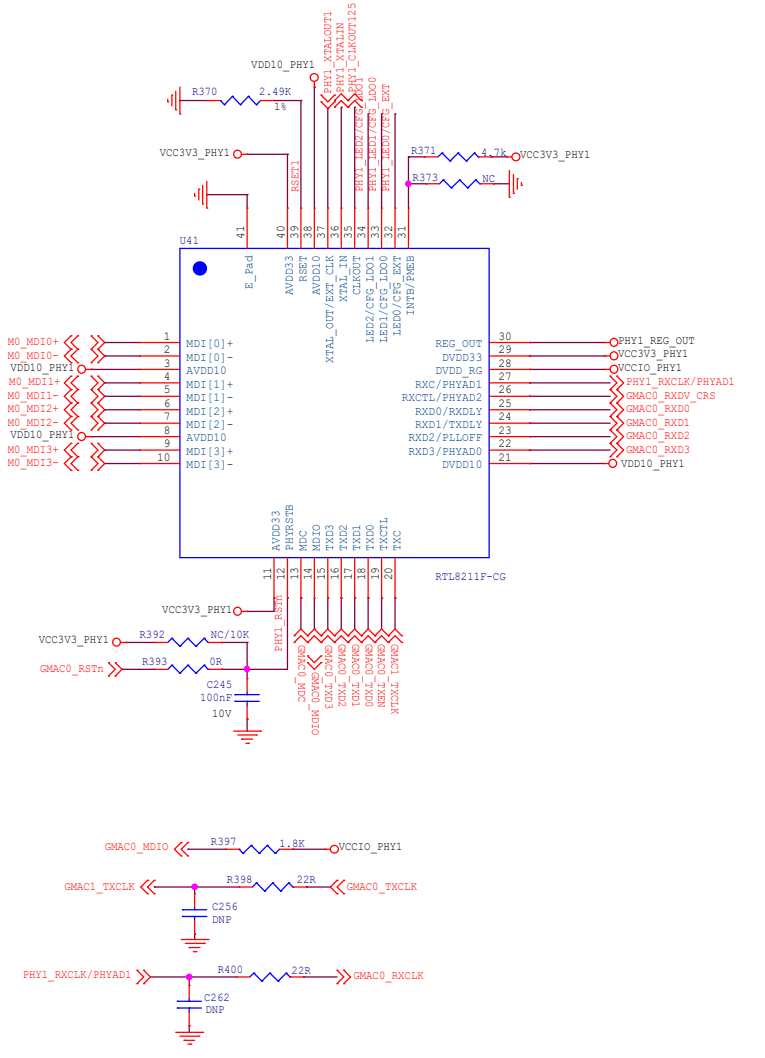 PHY1_XTALOUT1
PHY1_XTALIN
PHY1_CLKOUT125
PHY1_LED2/CFG_LDO1
PHY1_LED1/CFG_LDO0
PHY1_LED0/CFG_EXT
VDD10_PHY1
R370 2.49K
1%
VCC3V3_PHY1
RSET1
R371 4.7k VCC3V3_PHY1
R373 NC
U41
41 40 39 38 37 36 35 34 33 32 31
E_Pad
AVDD33
RSET
AVDD10
XTAL_OUT/EXT_CLK
XTAL_IN
CLKOUT
LED2/CFG_LDO1
LED1/CFG_LDO0
LED0/CFG_EXT
INTB/PMEB
M0_MDI0+ 1 MDI[0]+
M0_MDI0- 2 MDI[0]-
VDD10_PHY1 3 AVDD10
M0_MDI1+ 4 MDI[1]+
M0_MDI1- 5 MDI[1]-
M0_MDI2+ 6 MDI[2]+
M0_MDI2- 7 MDI[2]-
VDD10_PHY1 8 AVDD10
M0_MDI3+ 9 MDI[3]+
M0_MDI3- 10 MDI[3]-
REG_OUT 30 PHY1_REG_OUT
DVDD33 29 VCC3V3_PHY1
DVDD_RG 28 VCCIO_PHY1
RXC/PHYAD1 27 PHY1_RXCLK/PHYAD1
RXCTL/PHYAD2 26 GMAC0_RXDV_CRS
RXD0/RXDLY 25 GMAC0_RXD0
RXD1/TXDLY 24 GMAC0_RXD1
RXD2/PLLOFF 23 GMAC0_RXD2
RXD3/PHYAD0 22 GMAC0_RXD3
DVDD10 21 VDD10_PHY1
AVDD33
PHYRSTB
MDC
MDIO
TXD3
TXD2
TXD1
TXD0
TXCTL
TXC
11 12 13 14 15 16 17 18 19 20
RTL8211F-CG
VCC3V3_PHY1
PHY1_RSTn
VCC3V3_PHY1 R392 NC/10K
GMAC0_RSTn R393 0R
C245
100nF
10V
GMAC0_MDC
GMAC0_MDIO
GMAC0_TXD3
GMAC0_TXD2
GMAC0_TXD1
GMAC0_TXD0
GMAC0_TXEN
GMAC1_TXCLK
GMAC0_MDIO R397 1.8K VCCIO_PHY1
GMAC1_TXCLK R398 22R GMAC0_TXCLK
C256
DNP
PHY1_RXCLK/PHYAD1 R400 22R GMAC0_RXCLK
C262
DNP